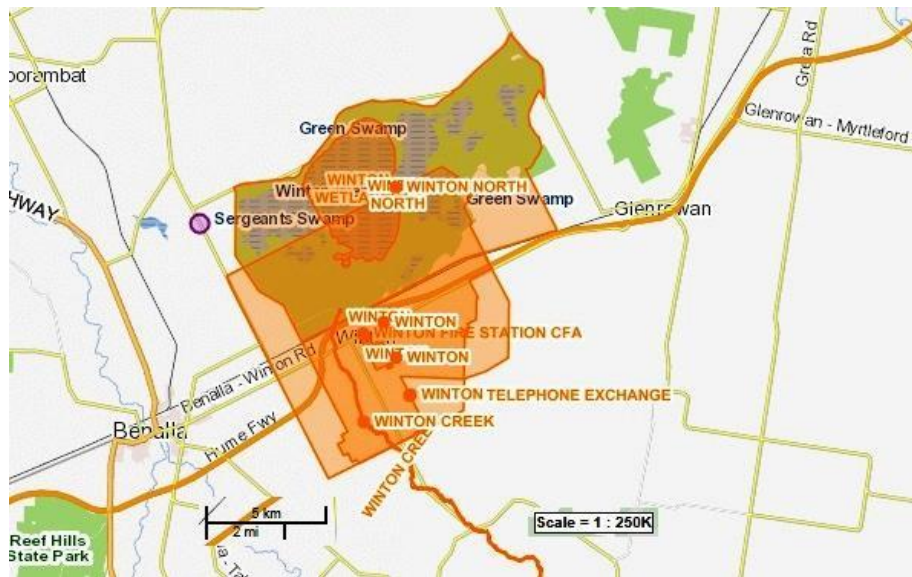 oorambat
Greta Rd
Glenrowan - Myrtleford
Green Swamp
WINTON
WETLA
WINTON NORTH
NORTH
Green Swamp
HWAY
Sergeants Swamp
Glenrowan
WINTON
WINTON
WINTON FIRE STATION CFA
WINTON
Benalla - Winton Rd
WINTON TELEPHONE EXCHANGE
WINTON CREEK
Benalla
Hume Fwy
WINTON CREE
5 km
2 mi
Scale = 1 : 250K
Reef Hills
State Park